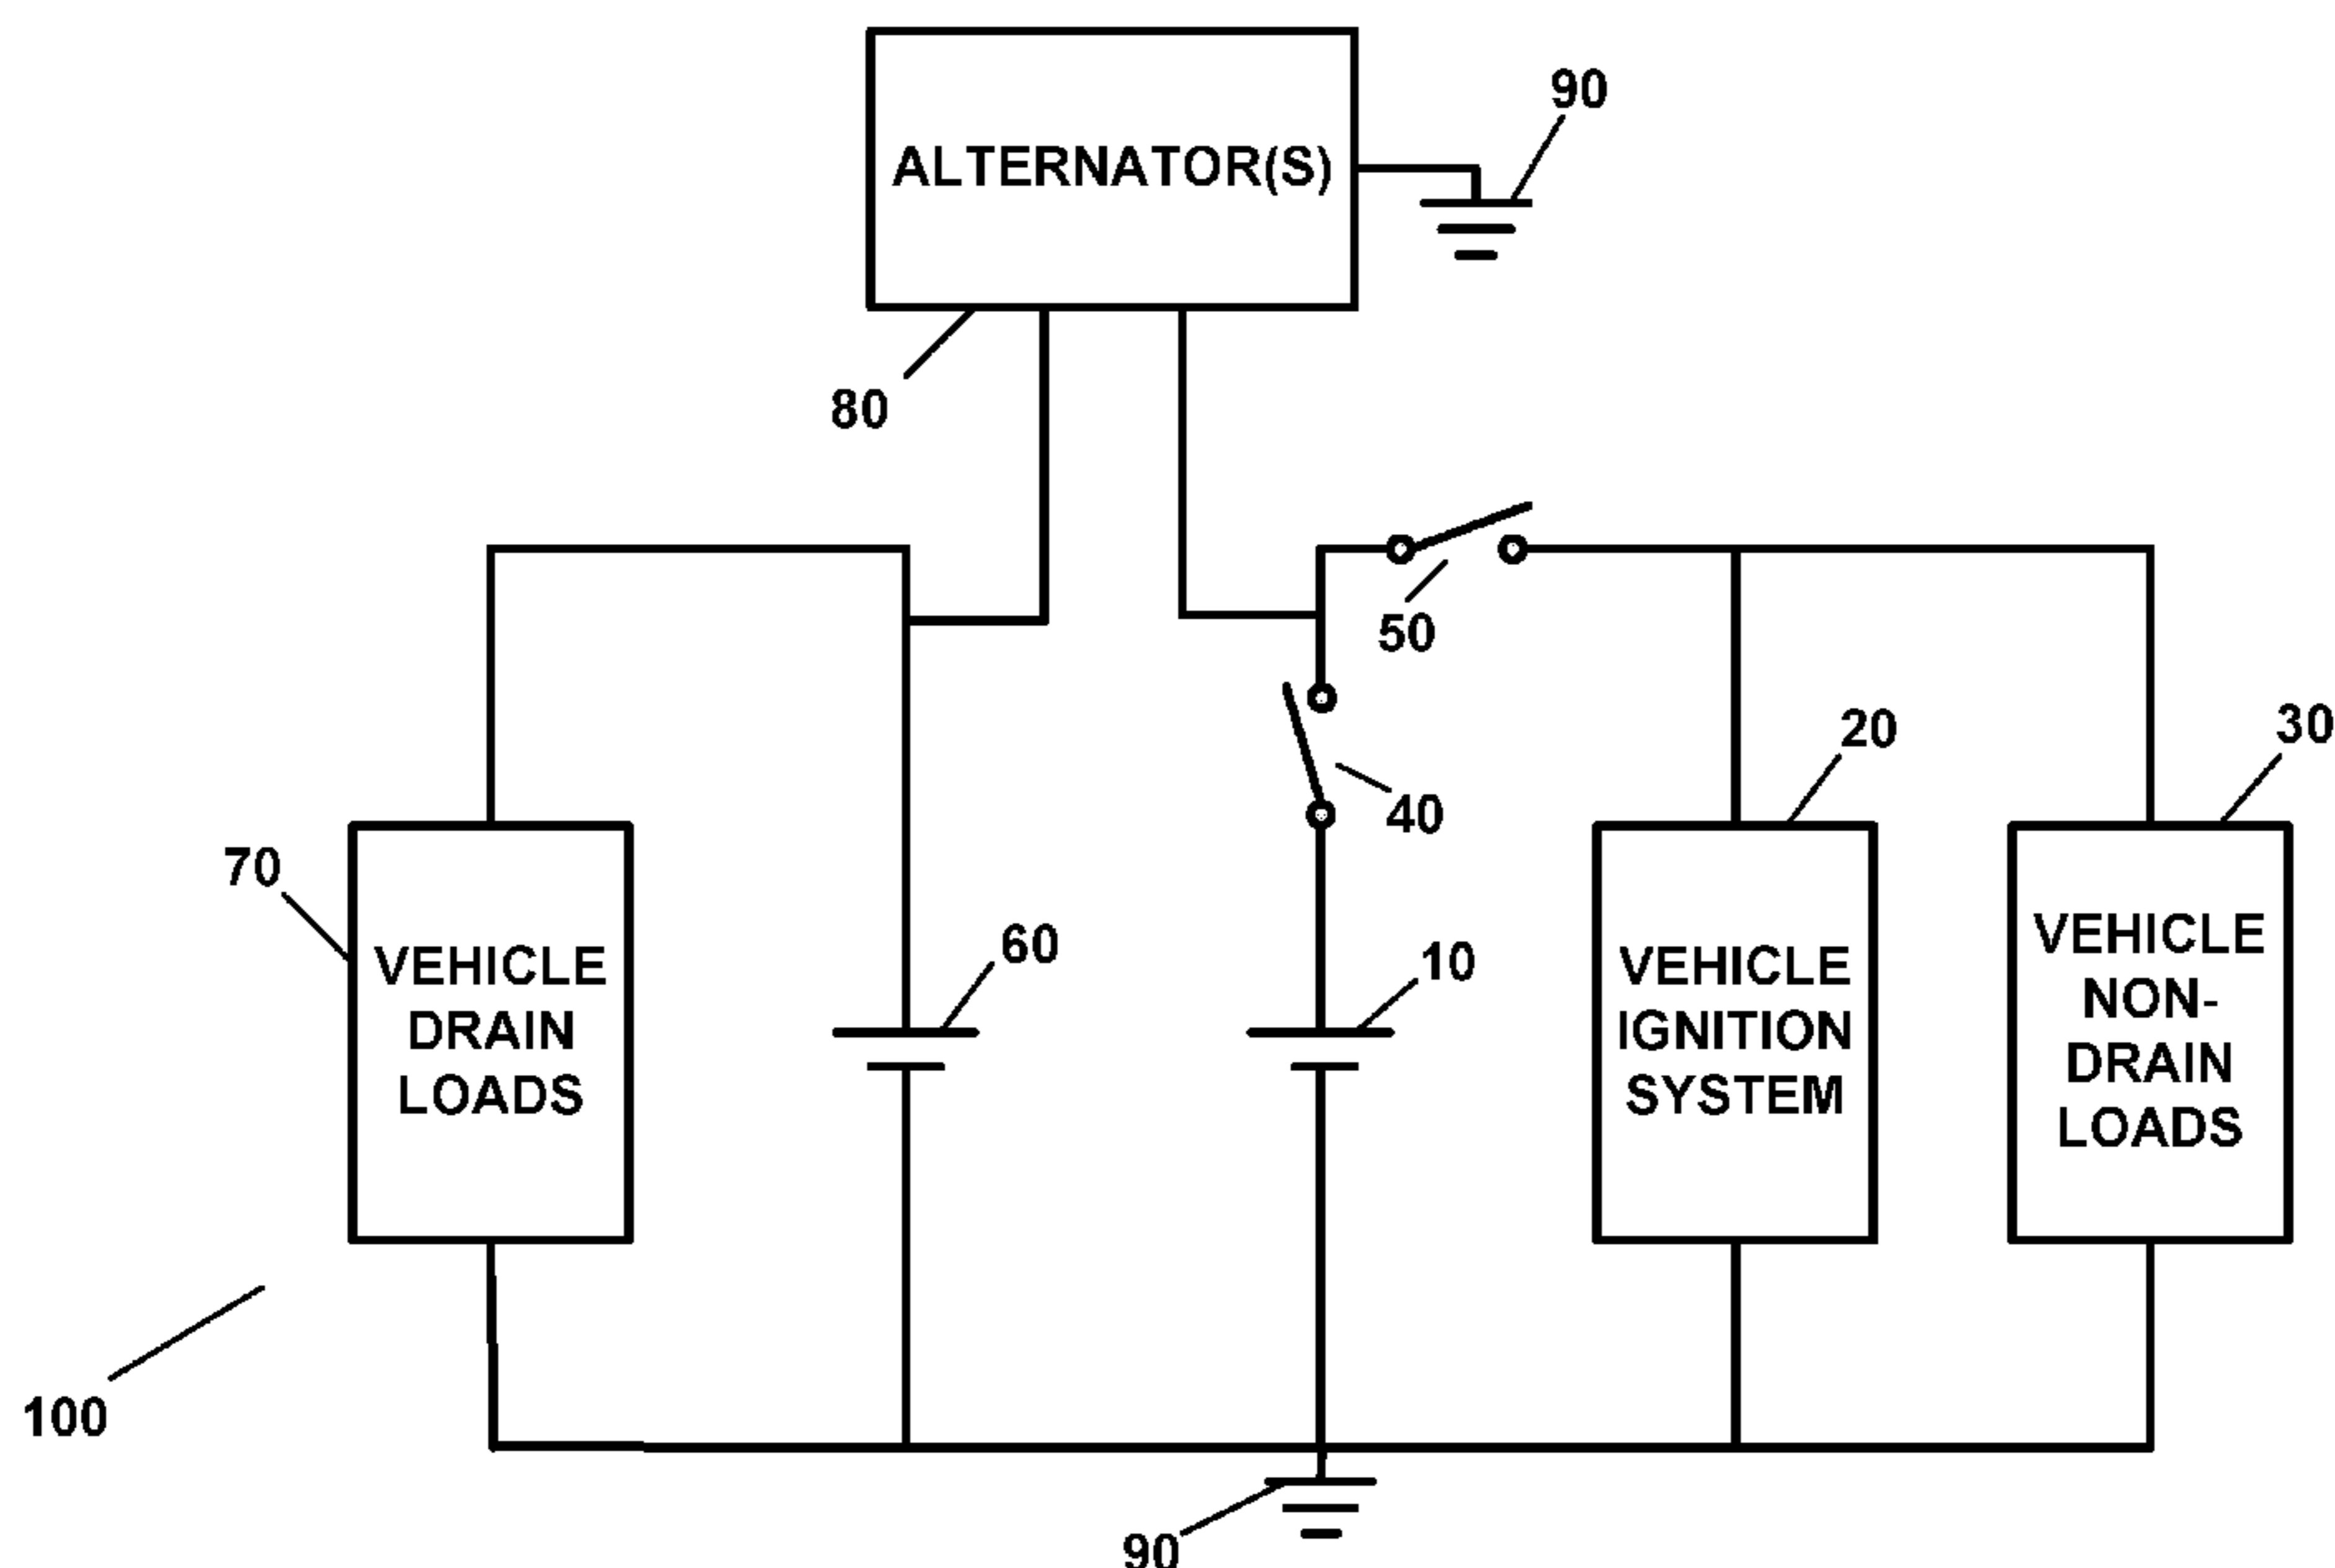 90
ALTERNATOR(S)
80
50
20
30
40
70
60
10
VEHICLE
DRAIN
LOADS
VEHICLE
IGNITION
SYSTEM
VEHICLE
NON-
DRAIN
LOADS
100
90